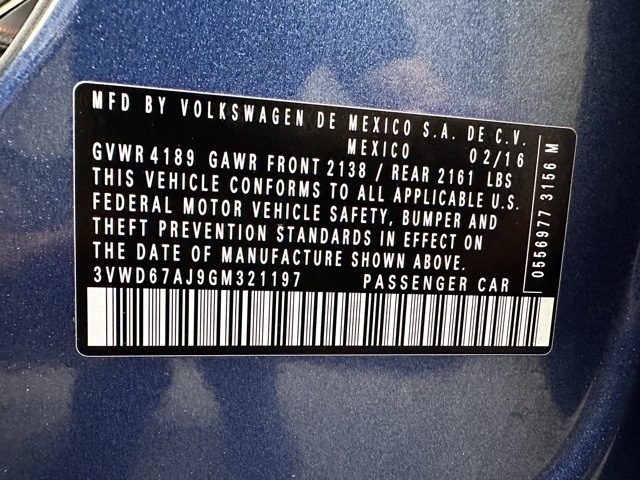 MFD BY VOLKSWAGEN DE MEXICO S.A. DE C.V.
MEXICO 02/16
GVWR 4189 GAWR FRONT 2138 / REAR 2161 LBS
THIS VEHICLE CONFORMS TO ALL APPLICABLE U.S.
FEDERAL MOTOR VEHICLE SAFETY, BUMPER AND
THEFT PREVENTION STANDARDS IN EFFECT ON
THE DATE OF MANUFACTURE SHOWN ABOVE.
3VWD67AJ9GM321197 PASSENGER CAR
0556977 3156 M